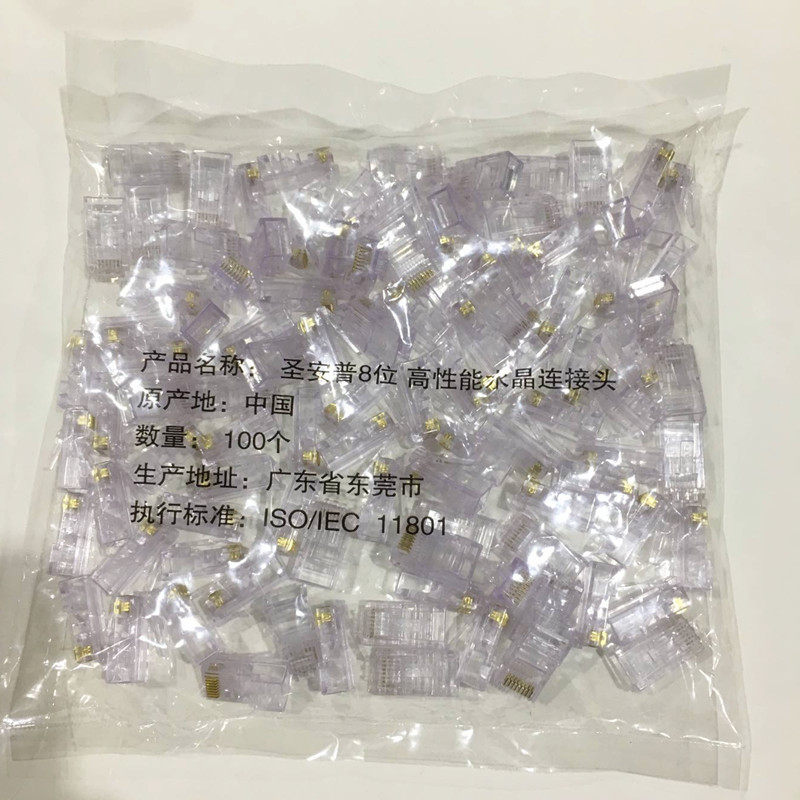 产品名称： 圣安普8位 高性能水晶连接头
原产地：中国
数量： 100个
生产地址：广东省东莞市
执行标准：ISO/IEC 11801